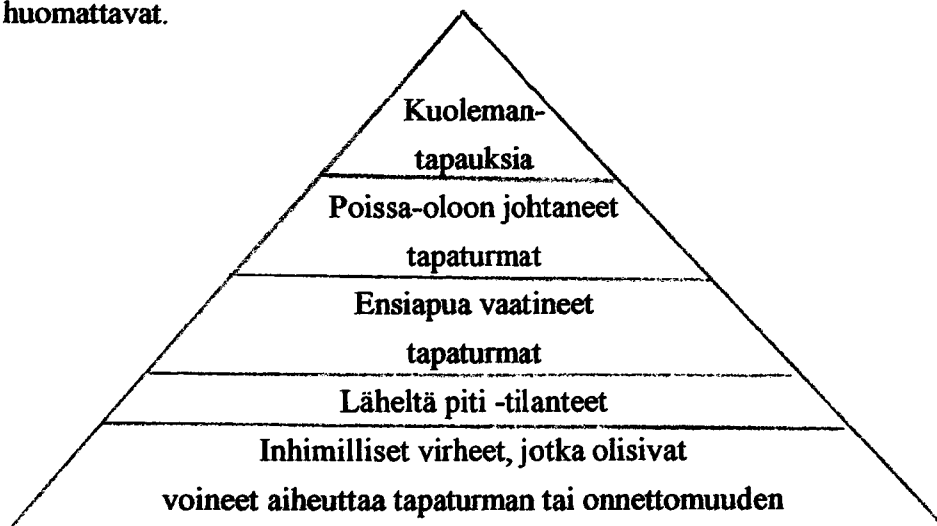 huomattavat.
Kuoleman-
tapauksia
Poissa-oloon johtaneet
tapaturmat
Ensiapua vaatineet
tapaturmat
Läheltä piti -tilanteet
Inhimilliset virheet, jotka olisivat
voineet aiheuttaa tapaturman tai onnettomuuden